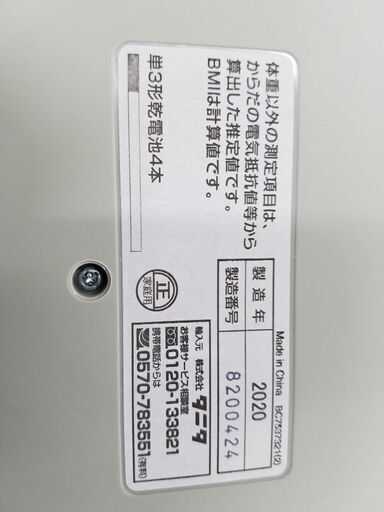 体重以外の測定項目は、
からだの電気抵抗値等から
算出した推定値です。
BMIは計算値です。
単3形乾電池4本
正
家庭用
製造年 2020
製造番号 8200424
Made in China BC7537321(2)
輸入元 株式会社 タニタ
お客様サービス相談室
0120-133821
携帯電話からは
0570-783551(有料)